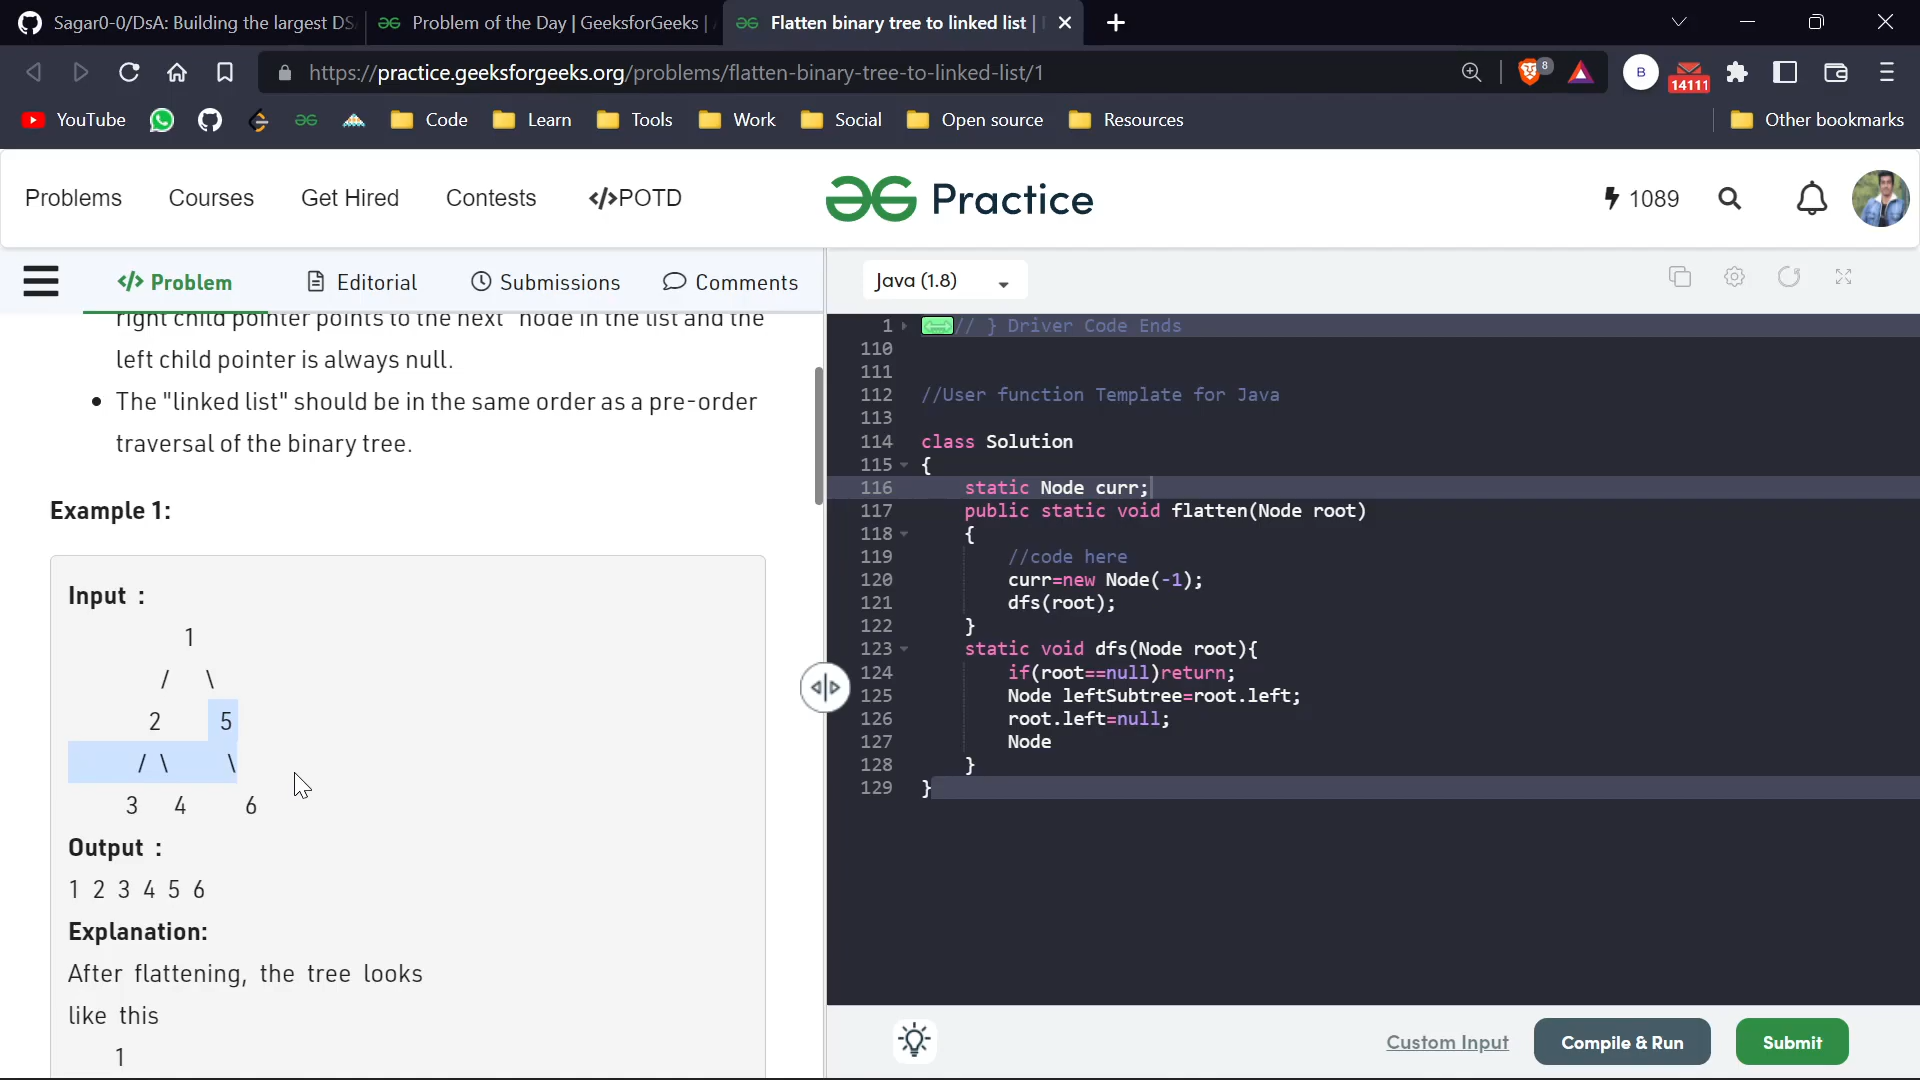 Sagar0-0/DsA: Building the largest DS
Problem of the Day | GeeksforGeeks |
Flatten binary tree to linked list |
https://practice.geeksforgeeks.org/problems/flatten-binary-tree-to-linked-list/1
8
B
14111
YouTube
Code
Learn
Tools
Work
Social
Open source
Resources
Other bookmarks
Problems
Courses
Get Hired
Contests
</>POTD
Practice
1089
</> Problem
Editorial
Submissions
Comments
right child pointer points to the next node in the list and the
left child pointer is always null.
• The "linked list" should be in the same order as a pre-order
traversal of the binary tree.
Example 1:
Input :
1
/ \
2 5
/ \ \
3 4 6
Output :
1 2 3 4 5 6
Explanation:
After flattening, the tree looks
like this
1
Java (1.8)
1 // } Driver Code Ends
110
111
112 //User function Template for Java
113
114 class Solution
115 {
116 static Node curr;
117 public static void flatten(Node root)
118 {
119 //code here
120 curr=new Node(-1);
121 dfs(root);
122 }
123 static void dfs(Node root){
124 if(root==null)return;
125 Node leftSubtree=root.left;
126 root.left=null;
127 Node
128 }
129 }
Custom Input
Compile & Run
Submit